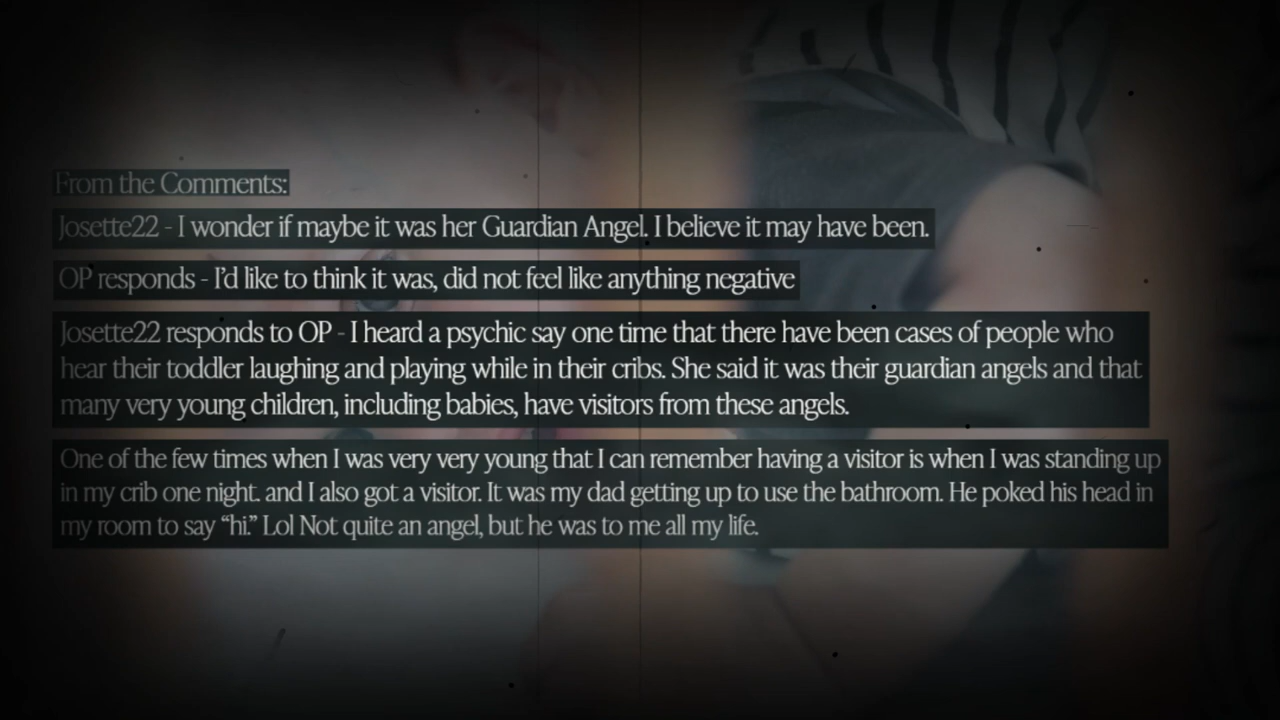 From the Comments:
Josette22 - I wonder if maybe it was her Guardian Angel. I believe it may have been.
OP responds - I'd like to think it was, did not feel like anything negative
Josette22 responds to OP - I heard a psychic say one time that there have been cases of people who
hear their toddler laughing and playing while in their cribs. She said it was their guardian angels and that
many very young children, including babies, have visitors from these angels.
One of the few times when I was very very young that I can remember having a visitor is when I was standing up
in my crib one night. and I also got a visitor. It was my dad getting up to use the bathroom. He poked his head in
my room to say “hi.” Lol Not quite an angel, but he was to me all my life.